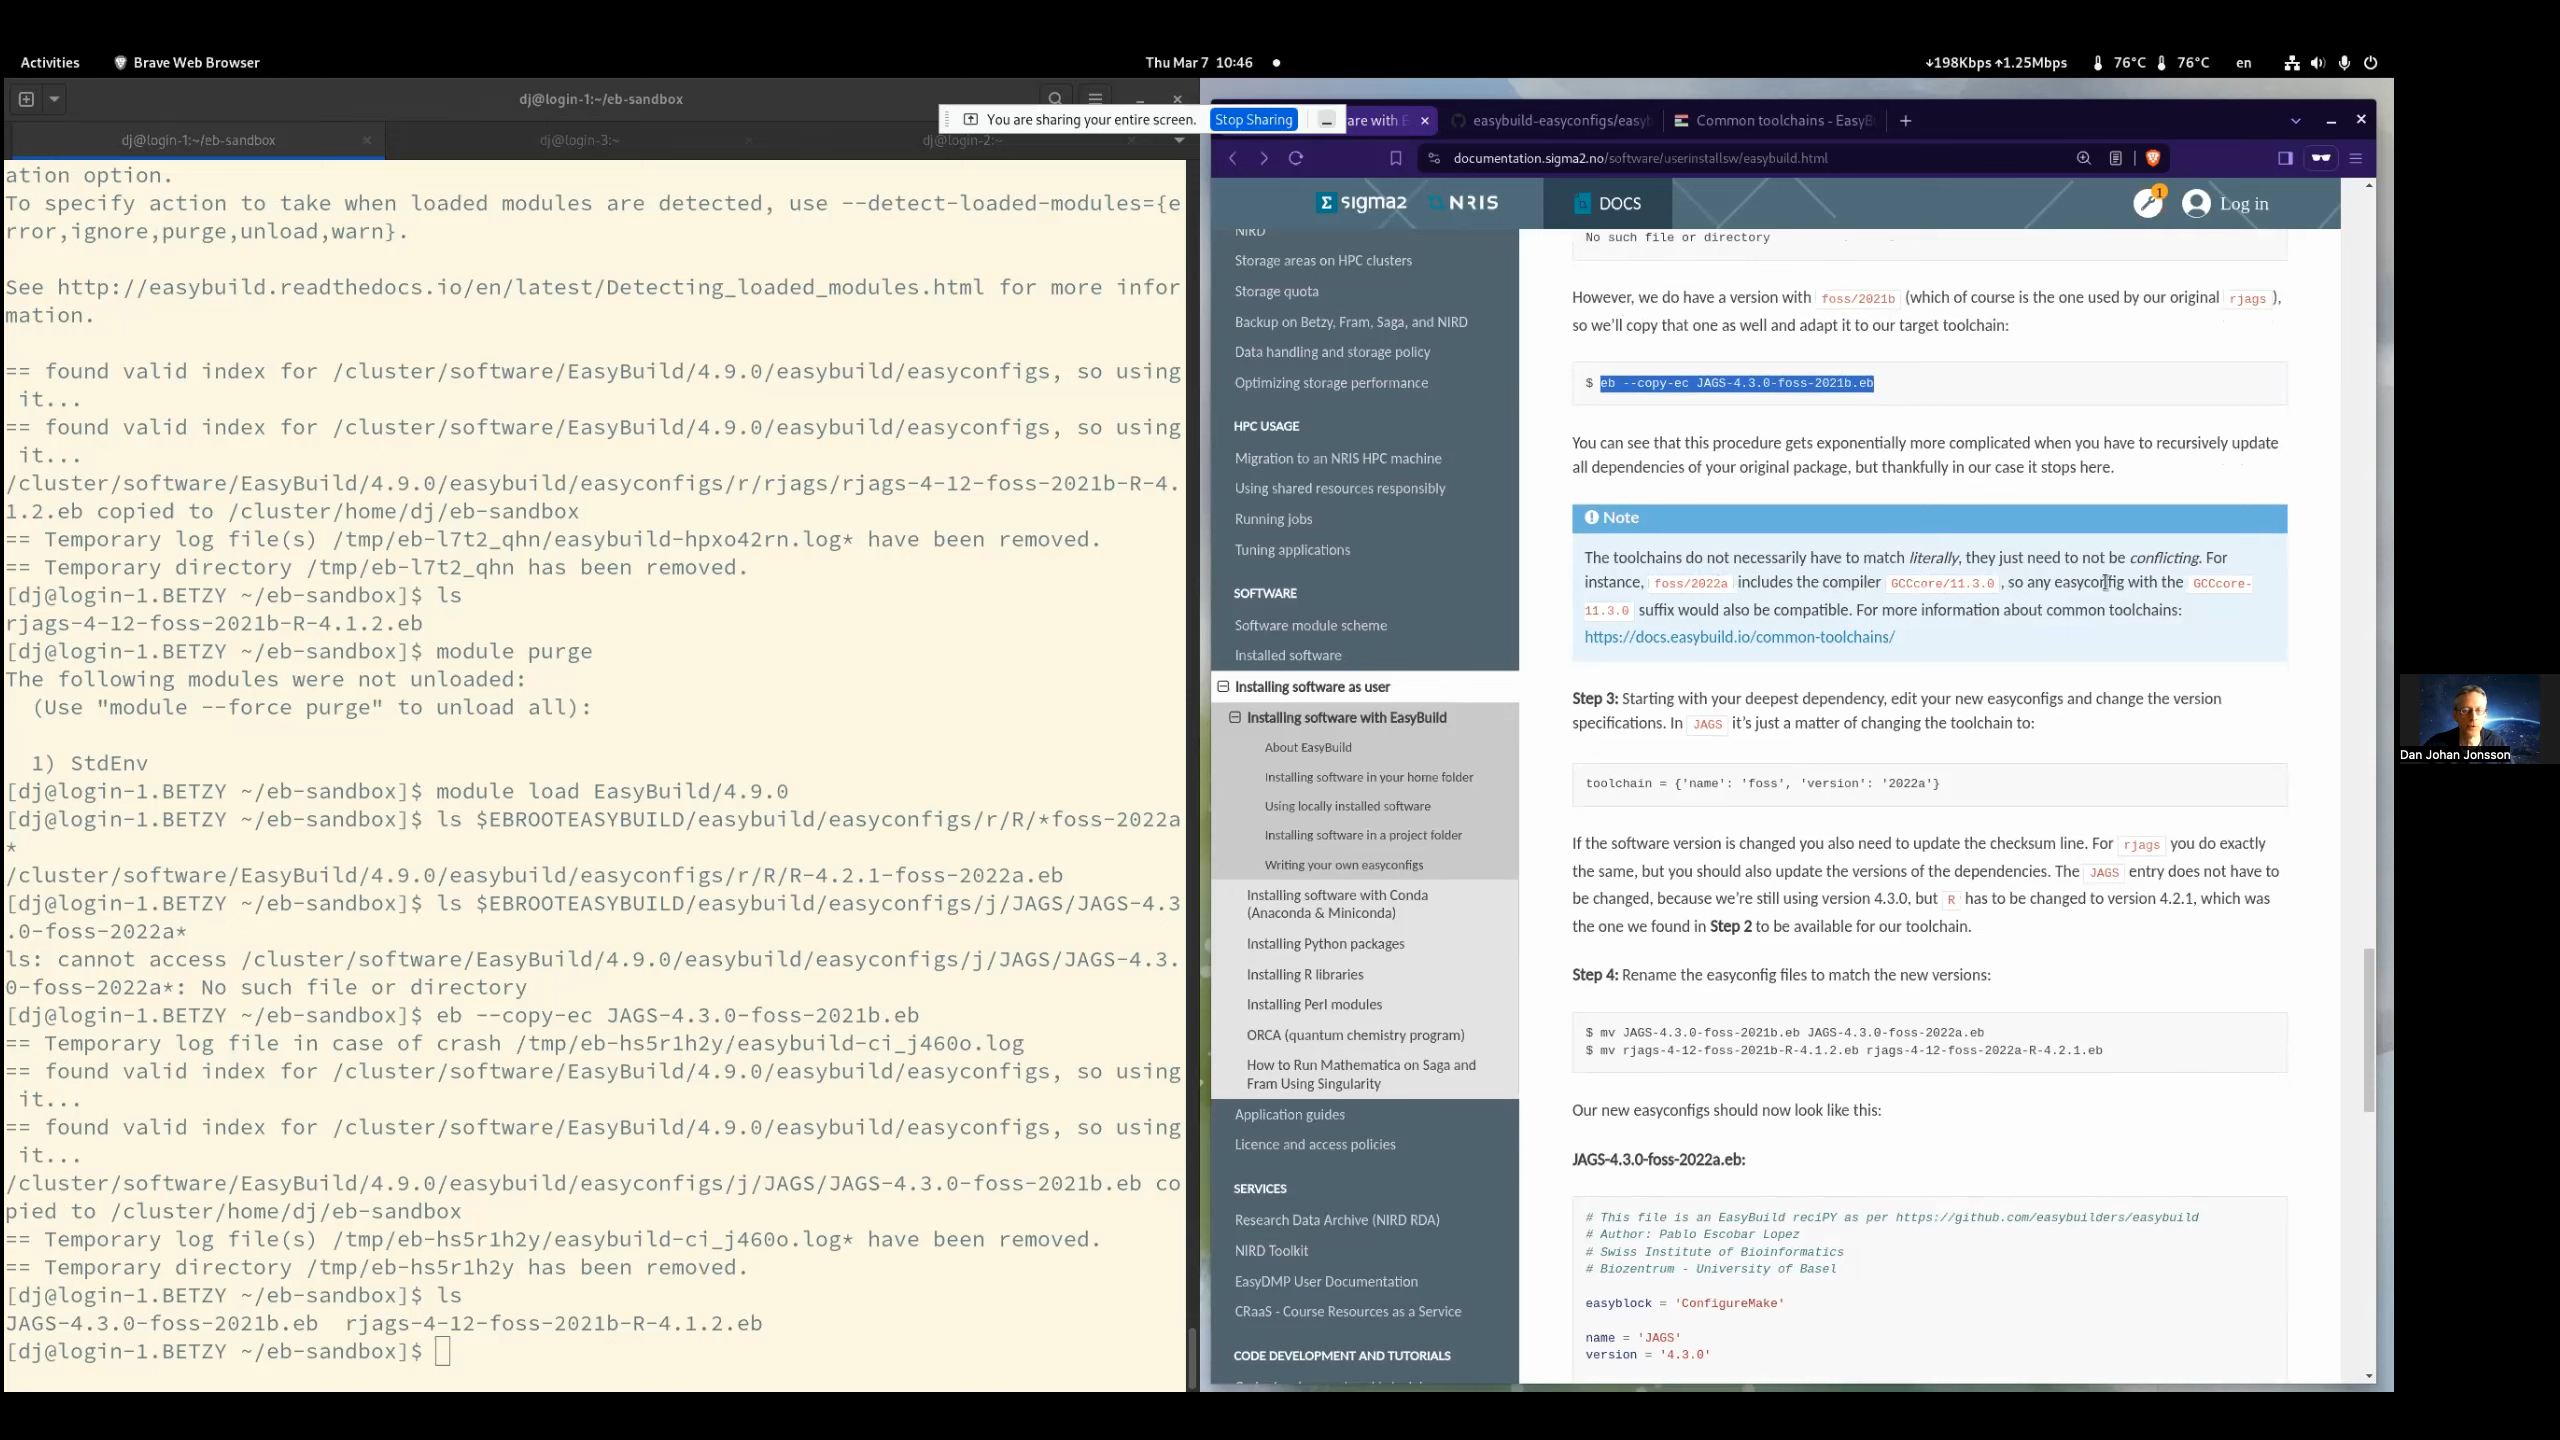 Activities
Brave Web Browser
Thu Mar 7 10:46
↓198Kbps ↑1.25Mbps
76°C
76°C
en
dj@login-1:~/eb-sandbox
dj@login-1:~/eb-sandbox
dj@login-3:~
dj@login-2:~
ation option.
To specify action to take when loaded modules are detected, use --detect-loaded-modules={e
rror,ignore,purge,unload,warn}.
See http://easybuild.readthedocs.io/en/latest/Detecting_loaded_modules.html for more infor
mation.
== found valid index for /cluster/software/EasyBuild/4.9.0/easybuild/easyconfigs, so using
it...
== found valid index for /cluster/software/EasyBuild/4.9.0/easybuild/easyconfigs, so using
it...
/cluster/software/EasyBuild/4.9.0/easybuild/easyconfigs/r/rjags/rjags-4-12-foss-2021b-R-4.
1.2.eb copied to /cluster/home/dj/eb-sandbox
== Temporary log file(s) /tmp/eb-l7t2_qhn/easybuild-hpxo42rn.log* have been removed.
== Temporary directory /tmp/eb-l7t2_qhn has been removed.
[dj@login-1.BETZY ~/eb-sandbox]$ ls
rjags-4-12-foss-2021b-R-4.1.2.eb
[dj@login-1.BETZY ~/eb-sandbox]$ module purge
The following modules were not unloaded:
(Use "module --force purge" to unload all):
1) StdEnv
[dj@login-1.BETZY ~/eb-sandbox]$ module load EasyBuild/4.9.0
[dj@login-1.BETZY ~/eb-sandbox]$ ls $EBROOTEASYBUILD/easybuild/easyconfigs/r/R/*foss-2022a
*
/cluster/software/EasyBuild/4.9.0/easybuild/easyconfigs/r/R/R-4.2.1-foss-2022a.eb
[dj@login-1.BETZY ~/eb-sandbox]$ ls $EBROOTEASYBUILD/easybuild/easyconfigs/j/JAGS/JAGS-4.3
.0-foss-2022a*
ls: cannot access /cluster/software/EasyBuild/4.9.0/easybuild/easyconfigs/j/JAGS/JAGS-4.3.
0-foss-2022a*: No such file or directory
[dj@login-1.BETZY ~/eb-sandbox]$ eb --copy-ec JAGS-4.3.0-foss-2021b.eb
== Temporary log file in case of crash /tmp/eb-hs5r1h2y/easybuild-ci_j460o.log
== found valid index for /cluster/software/EasyBuild/4.9.0/easybuild/easyconfigs, so using
it...
== found valid index for /cluster/software/EasyBuild/4.9.0/easybuild/easyconfigs, so using
it...
/cluster/software/EasyBuild/4.9.0/easybuild/easyconfigs/j/JAGS/JAGS-4.3.0-foss-2021b.eb co
pied to /cluster/home/dj/eb-sandbox
== Temporary log file(s) /tmp/eb-hs5r1h2y/easybuild-ci_j460o.log* have been removed.
== Temporary directory /tmp/eb-hs5r1h2y has been removed.
[dj@login-1.BETZY ~/eb-sandbox]$ ls
JAGS-4.3.0-foss-2021b.eb  rjags-4-12-foss-2021b-R-4.1.2.eb
[dj@login-1.BETZY ~/eb-sandbox]$
You are sharing your entire screen.
Stop Sharing
are with E
easybuild-easyconfigs/easyb
Common toolchains - EasyB
documentation.sigma2.no/software/userinstallsw/easybuild.html
sigma2
NRIS
DOCS
1
Log in
NIRD
Storage areas on HPC clusters
Storage quota
Backup on Betzy, Fram, Saga, and NIRD
Data handling and storage policy
Optimizing storage performance
HPC USAGE
Migration to an NRIS HPC machine
Using shared resources responsibly
Running jobs
Tuning applications
SOFTWARE
Software module scheme
Installed software
Installing software as user
Installing software with EasyBuild
About EasyBuild
Installing software in your home folder
Using locally installed software
Installing software in a project folder
Writing your own easyconfigs
Installing software with Conda
(Anaconda & Miniconda)
Installing Python packages
Installing R libraries
Installing Perl modules
ORCA (quantum chemistry program)
How to Run Mathematica on Saga and
Fram Using Singularity
Application guides
Licence and access policies
SERVICES
Research Data Archive (NIRD RDA)
NIRD Toolkit
EasyDMP User Documentation
CRaaS - Course Resources as a Service
CODE DEVELOPMENT AND TUTORIALS
No such file or directory
However, we do have a version with foss/2021b (which of course is the one used by our original rjags),
so we'll copy that one as well and adapt it to our target toolchain:
$ eb --copy-ec JAGS-4.3.0-foss-2021b.eb
You can see that this procedure gets exponentially more complicated when you have to recursively update
all dependencies of your original package, but thankfully in our case it stops here.
Note
The toolchains do not necessarily have to match literally, they just need to not be conflicting. For
instance, foss/2022a includes the compiler GCCcore/11.3.0, so any easyconfig with the GCCcore-
11.3.0 suffix would also be compatible. For more information about common toolchains:
https://docs.easybuild.io/common-toolchains/
Step 3: Starting with your deepest dependency, edit your new easyconfigs and change the version
specifications. In JAGS it's just a matter of changing the toolchain to:
toolchain = {'name': 'foss', 'version': '2022a'}
If the software version is changed you also need to update the checksum line. For rjags you do exactly
the same, but you should also update the versions of the dependencies. The JAGS entry does not have to
be changed, because we're still using version 4.3.0, but R has to be changed to version 4.2.1, which was
the one we found in Step 2 to be available for our toolchain.
Step 4: Rename the easyconfig files to match the new versions:
$ mv JAGS-4.3.0-foss-2021b.eb JAGS-4.3.0-foss-2022a.eb
$ mv rjags-4-12-foss-2021b-R-4.1.2.eb rjags-4-12-foss-2022a-R-4.2.1.eb
Our new easyconfigs should now look like this:
JAGS-4.3.0-foss-2022a.eb:
# This file is an EasyBuild reciPY as per https://github.com/easybuilders/easybuild
# Author: Pablo Escobar Lopez
# Swiss Institute of Bioinformatics
# Biozentrum - University of Basel
easyblock = 'ConfigureMake'
name = 'JAGS'
version = '4.3.0'
Dan Johan Jonsson